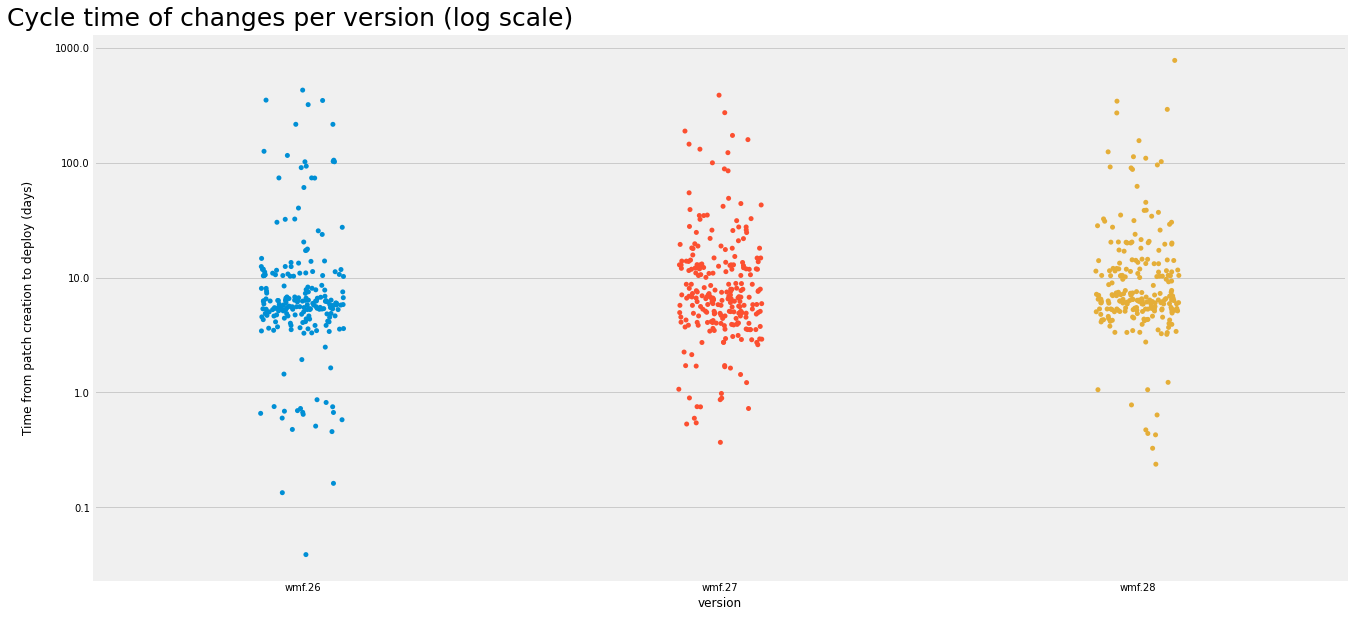 Cycle time of changes per version (log scale)
Time from patch creation to deploy (days)
1000.0
100.0
10.0
1.0
0.1
wmf.26
wmf.27
wmf.28
version